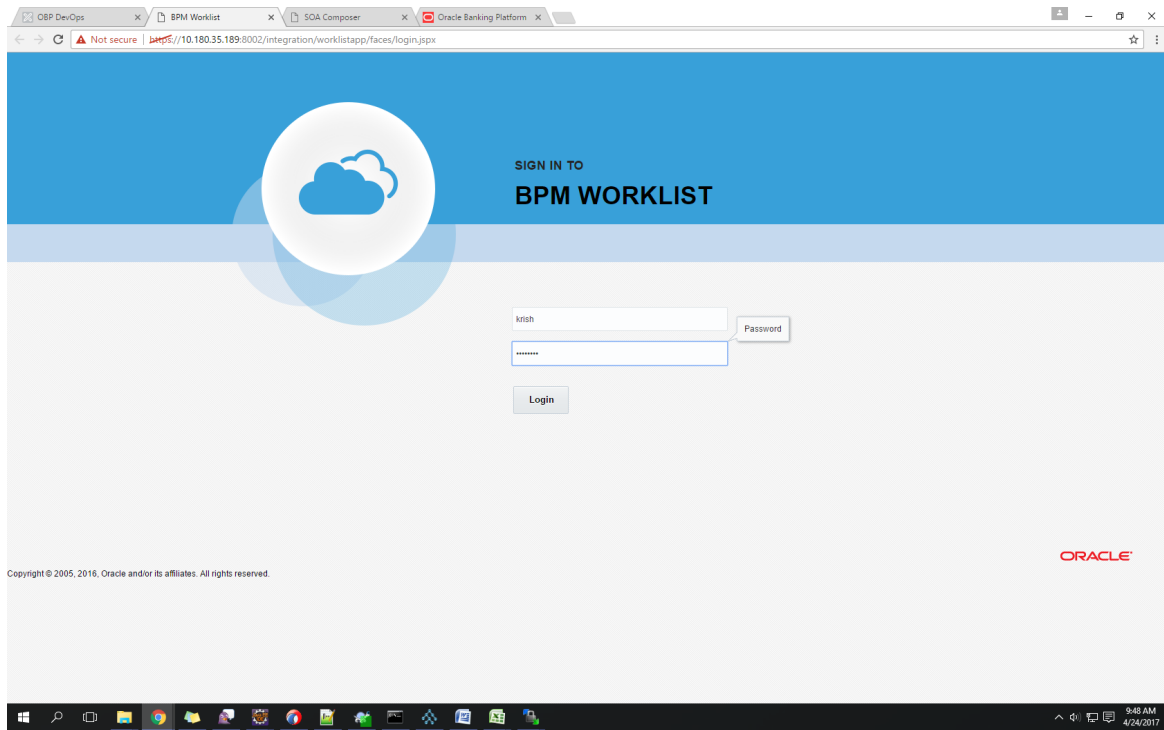 OBP DevOps
BPM Worklist
SOA Composer
Oracle Banking Platform
Not secure | https://10.180.35.189:8002/integration/worklistapp/faces/login.jspx
SIGN IN TO
BPM WORKLIST
krish
Password
••••••••
Login
ORACLE
Copyright © 2005, 2016, Oracle and/or its affiliates. All rights reserved.
9:48 AM
4/24/2017